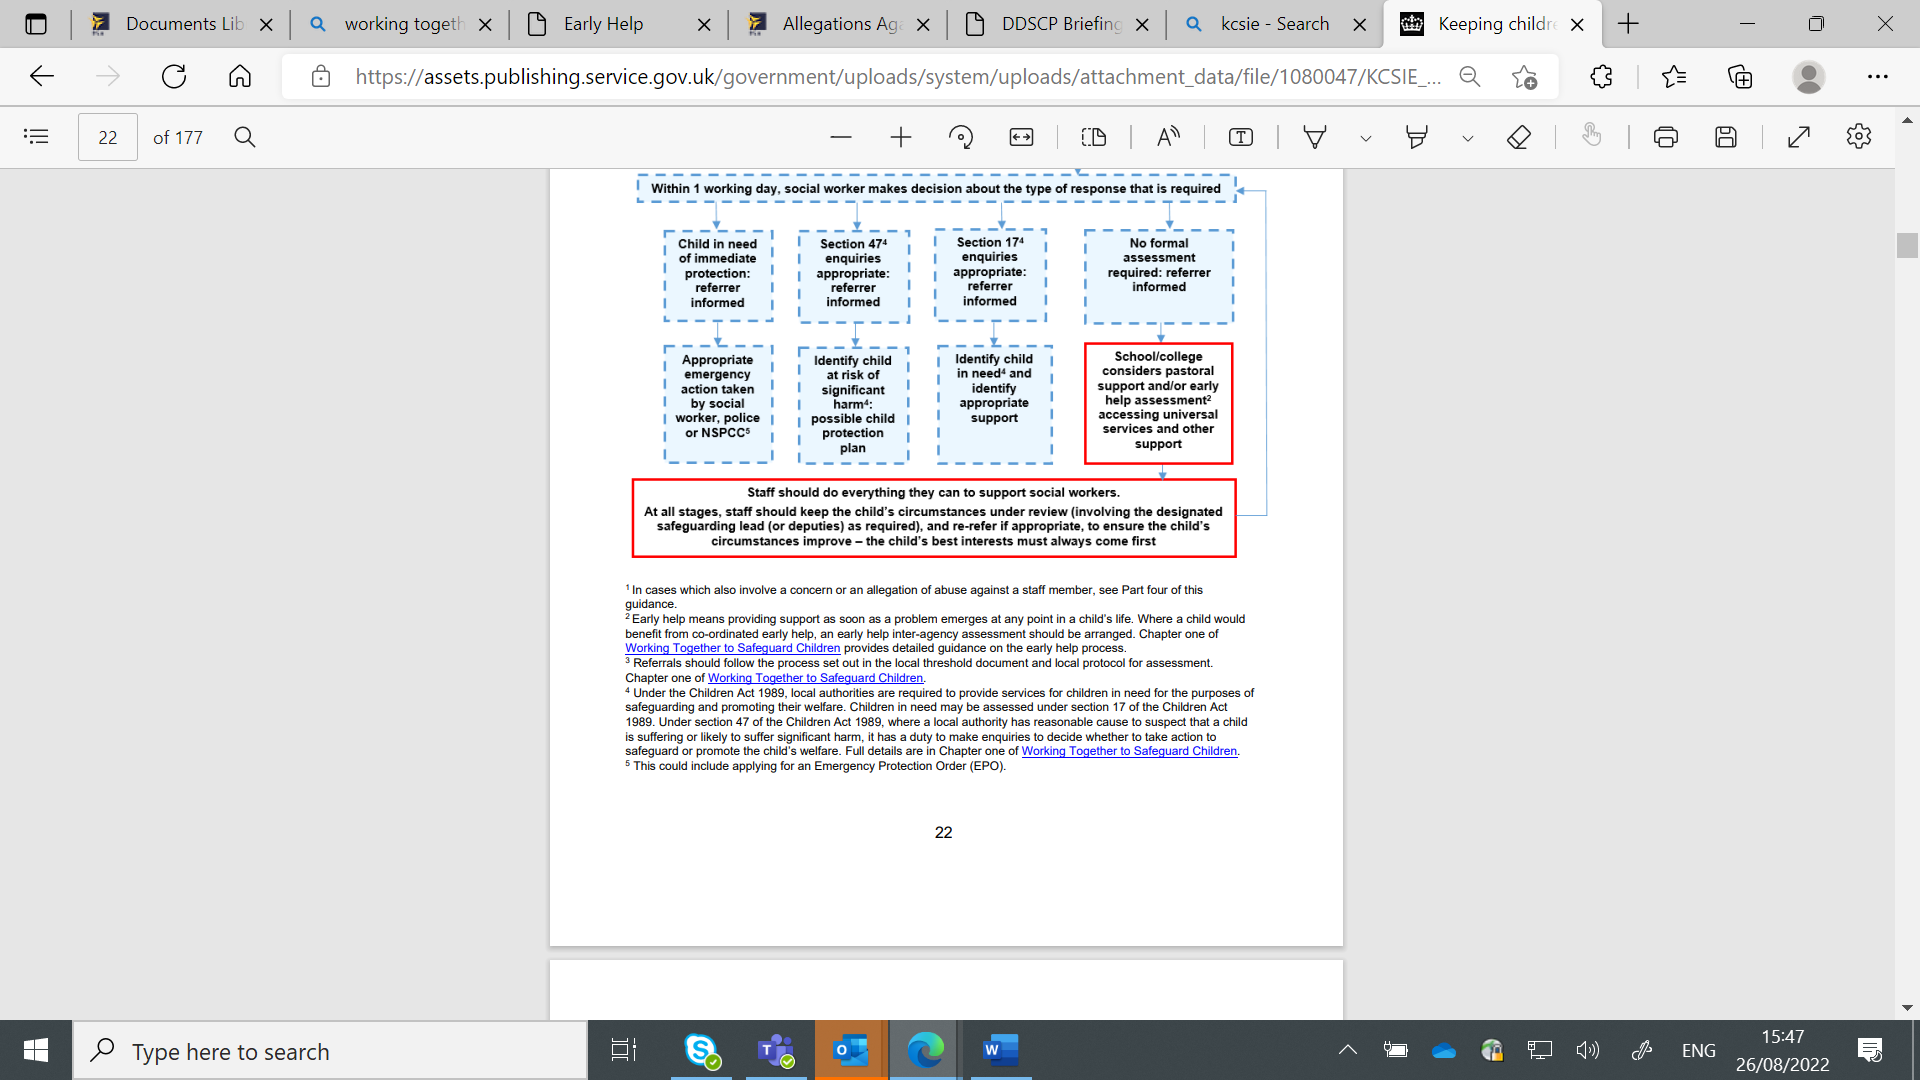 Documents Lib
working togeth
Early Help
Allegations Aga
DDSCP Briefing
kcsie - Search
Keeping childre
https://assets.publishing.service.gov.uk/government/uploads/system/uploads/attachment_data/file/1080047/KCSIE_...
22 of 177
Within 1 working day, social worker makes decision about the type of response that is required
Child in need
of immediate
protection:
referrer
informed
Section 47⁴
enquiries
appropriate:
referrer
informed
Section 17⁴
enquiries
appropriate:
referrer
informed
No formal
assessment
required: referrer
informed
Appropriate
emergency
action taken
by social
worker, police
or NSPCC⁵
Identify child
at risk of
significant
harm⁴:
possible child
protection
plan
Identify child
in need⁴ and
identify
appropriate
support
School/college
considers pastoral
support and/or early
help assessment²
accessing universal
services and other
support
Staff should do everything they can to support social workers.
At all stages, staff should keep the child's circumstances under review (involving the designated
safeguarding lead (or deputies) as required), and re-refer if appropriate, to ensure the child's
circumstances improve – the child's best interests must always come first
¹ In cases which also involve a concern or an allegation of abuse against a staff member, see Part four of this
guidance.
² Early help means providing support as soon as a problem emerges at any point in a child's life. Where a child would
benefit from co-ordinated early help, an early help inter-agency assessment should be arranged. Chapter one of
Working Together to Safeguard Children provides detailed guidance on the early help process.
³ Referrals should follow the process set out in the local threshold document and local protocol for assessment.
Chapter one of Working Together to Safeguard Children.
⁴ Under the Children Act 1989, local authorities are required to provide services for children in need for the purposes of
safeguarding and promoting their welfare. Children in need may be assessed under section 17 of the Children Act
1989. Under section 47 of the Children Act 1989, where a local authority has reasonable cause to suspect that a child
is suffering or likely to suffer significant harm, it has a duty to make enquiries to decide whether to take action to
safeguard or promote the child's welfare. Full details are in Chapter one of Working Together to Safeguard Children.
⁵ This could include applying for an Emergency Protection Order (EPO).
22
Type here to search
ENG
15:47
26/08/2022